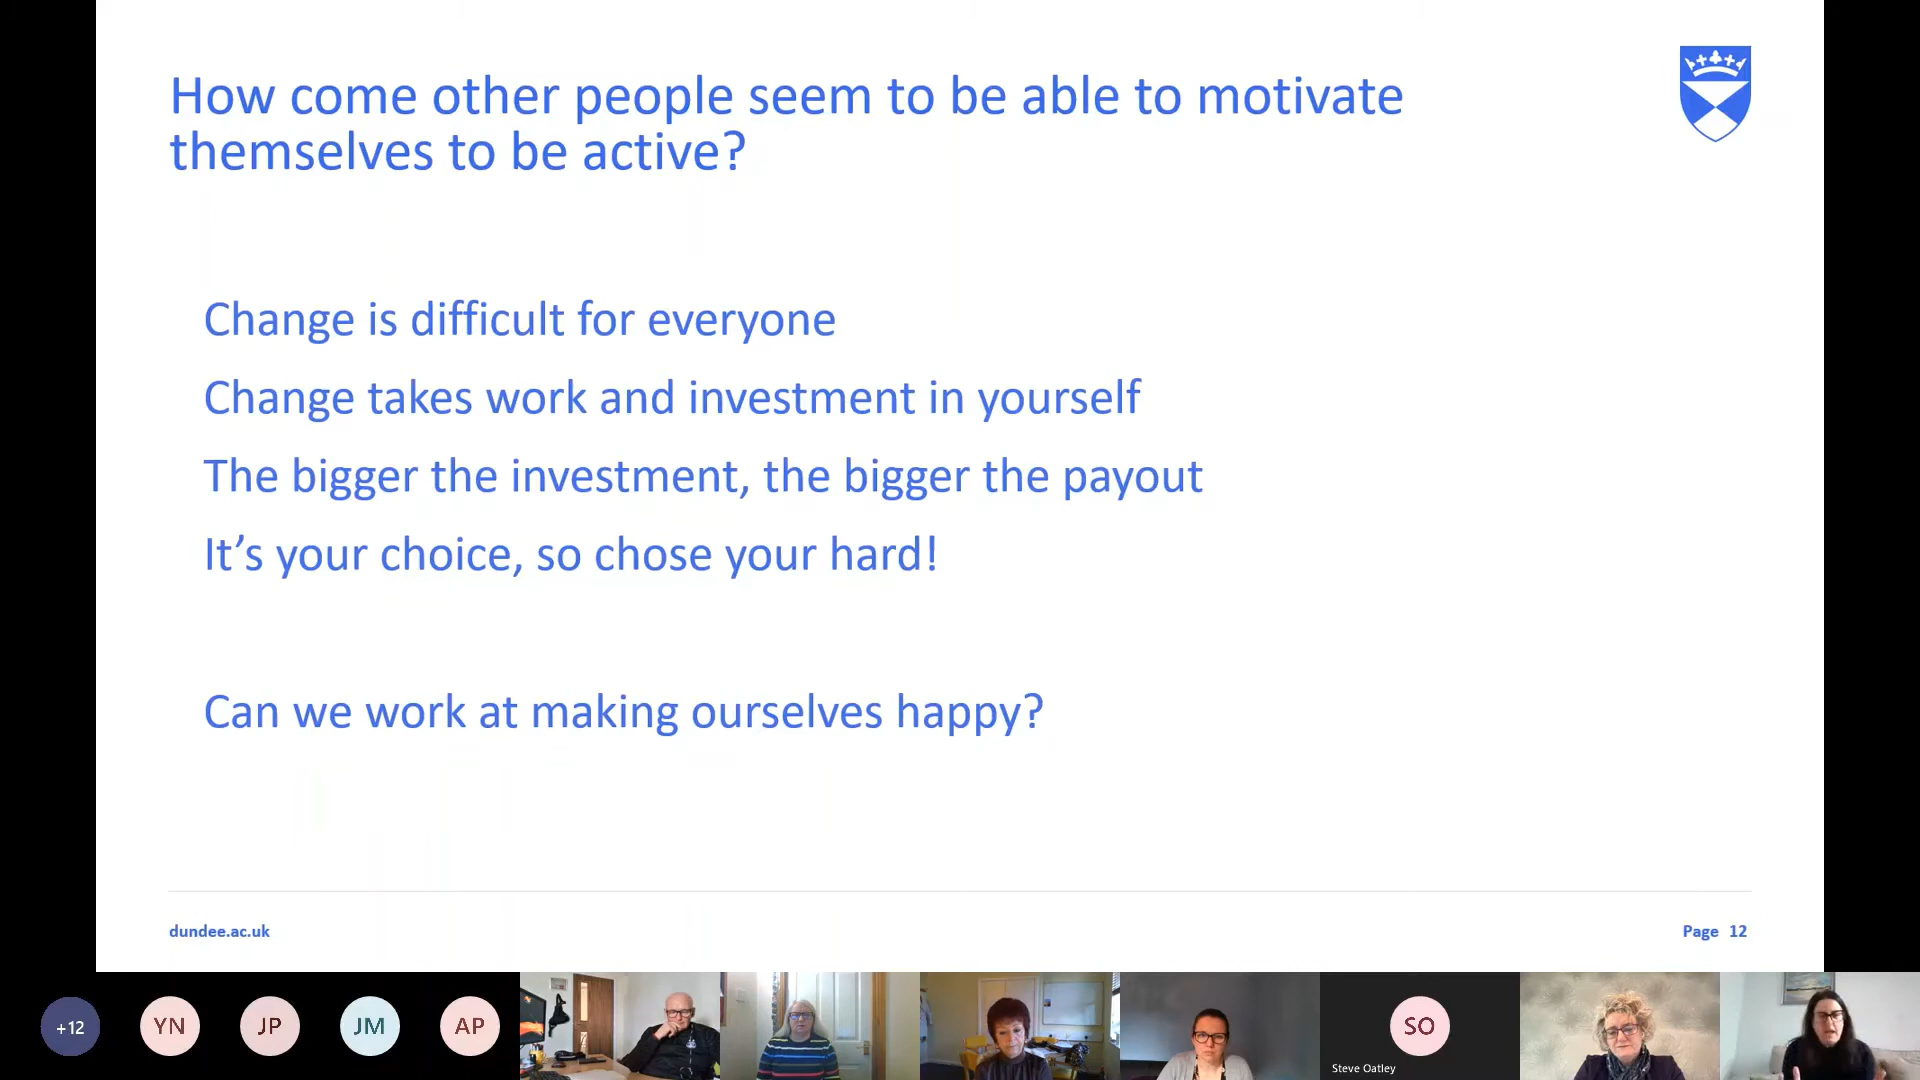 How come other people seem to be able to motivate
themselves to be active?
Change is difficult for everyone
Change takes work and investment in yourself
The bigger the investment, the bigger the payout
It’s your choice, so chose your hard!
Can we work at making ourselves happy?
dundee.ac.uk
Page 12
+12
YN
JP
JM
AP
SO
Steve Oatley